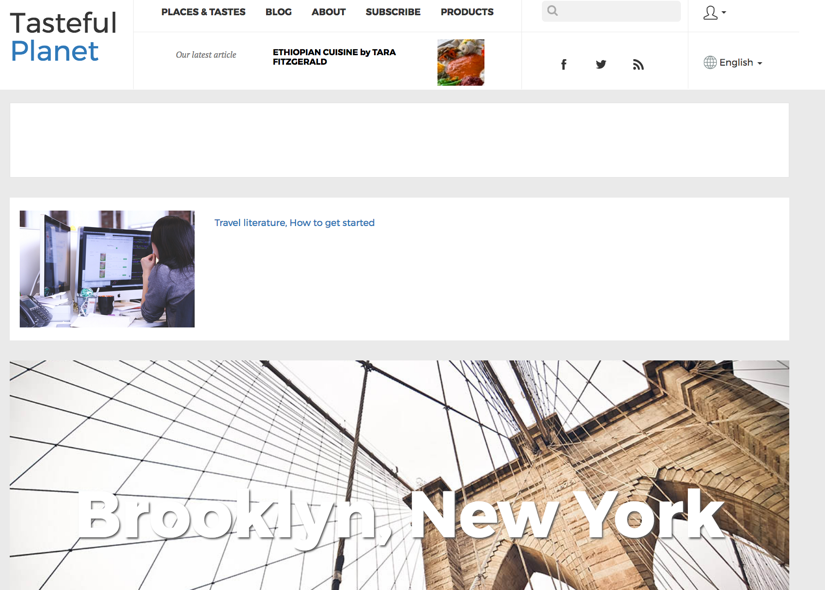 Tasteful
Planet
PLACES & TASTES BLOG ABOUT SUBSCRIBE PRODUCTS
Our latest article
ETHIOPIAN CUISINE by TARA
FITZGERALD
English
Travel literature, How to get started
Brooklyn, New York